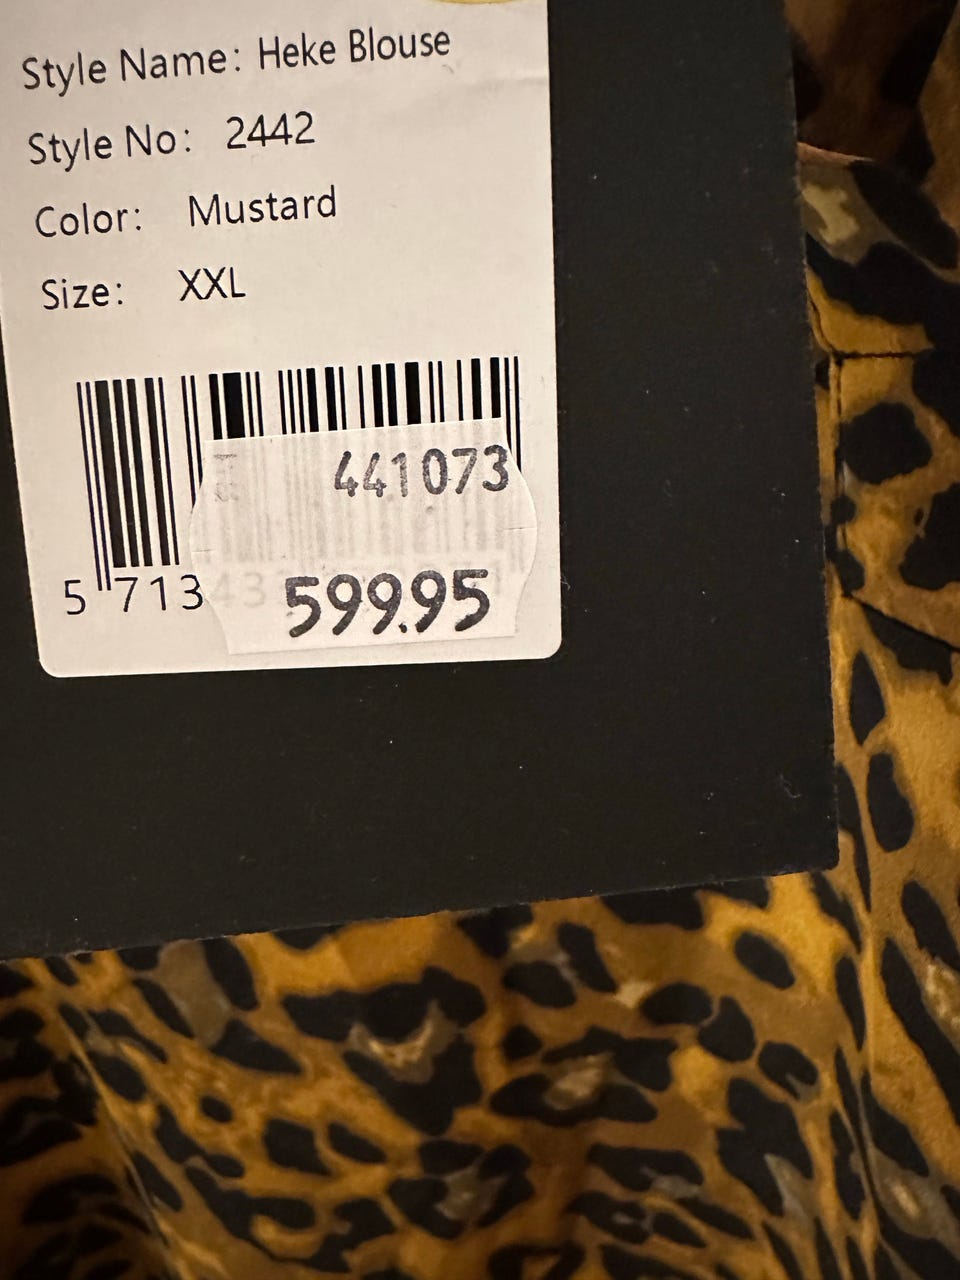 Style Name: Heke Blouse
Style No: 2442
Color: Mustard
Size: XXL
441073
5 713
599.95